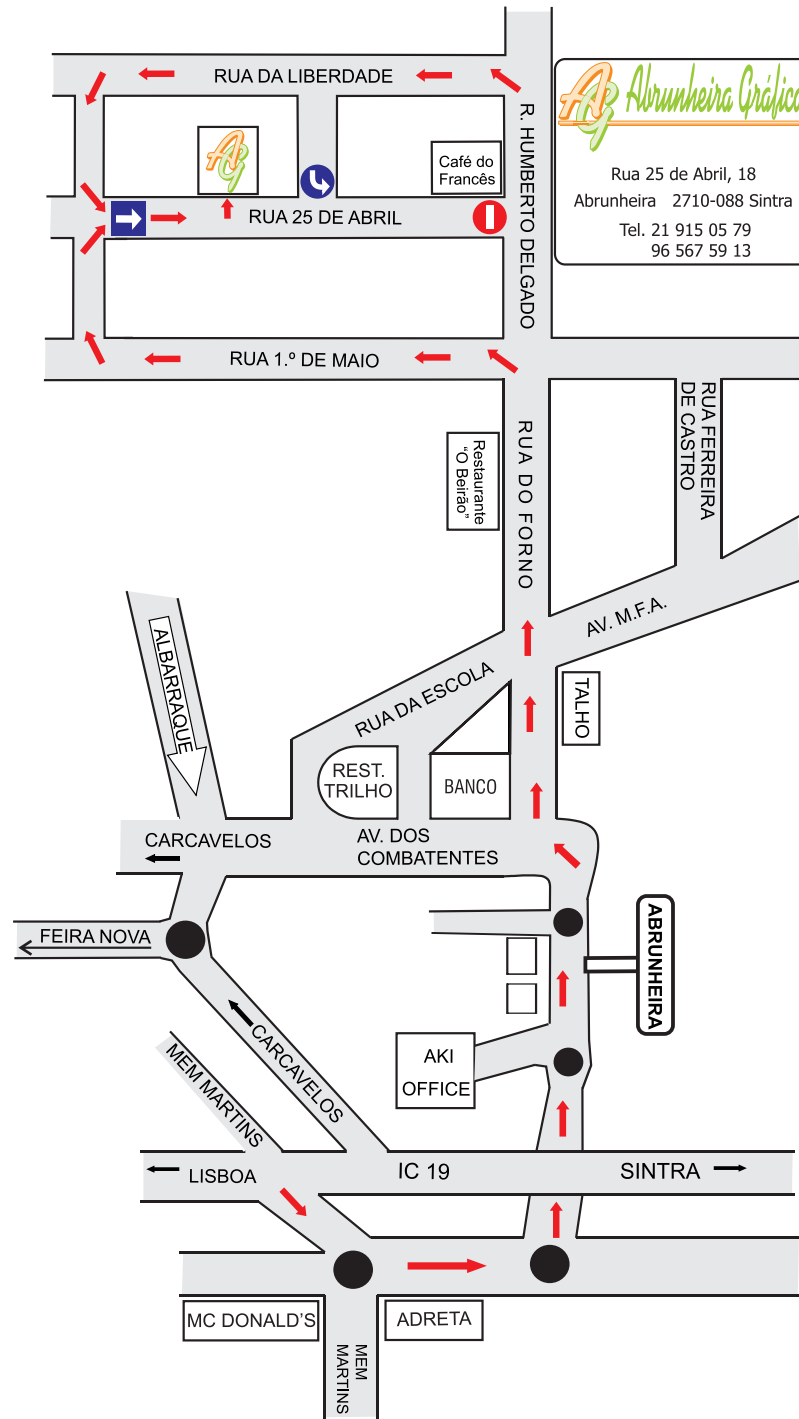 RUA DA LIBERDADE
AG
Abrunheira Gráfica
Rua 25 de Abril, 18
Abrunheira 2710-088 Sintra
Tel. 21 915 05 79
96 567 59 13
AG
Café do
Francês
R. HUMBERTO DELGADO
RUA 25 DE ABRIL
RUA 1.º DE MAIO
RUA FERREIRA
DE CASTRO
Restaurante
"O Beirão"
RUA DO FORNO
AV. M.F.A.
ALBARRAQUE
RUA DA ESCOLA
TALHO
REST.
TRILHO
BANCO
CARCAVELOS
AV. DOS
COMBATENTES
FEIRA NOVA
ABRUNHEIRA
CARCAVELOS
MEM MARTINS
AKI
OFFICE
LISBOA
IC 19
SINTRA
MC DONALD'S
ADRETA
MEM
MARTINS